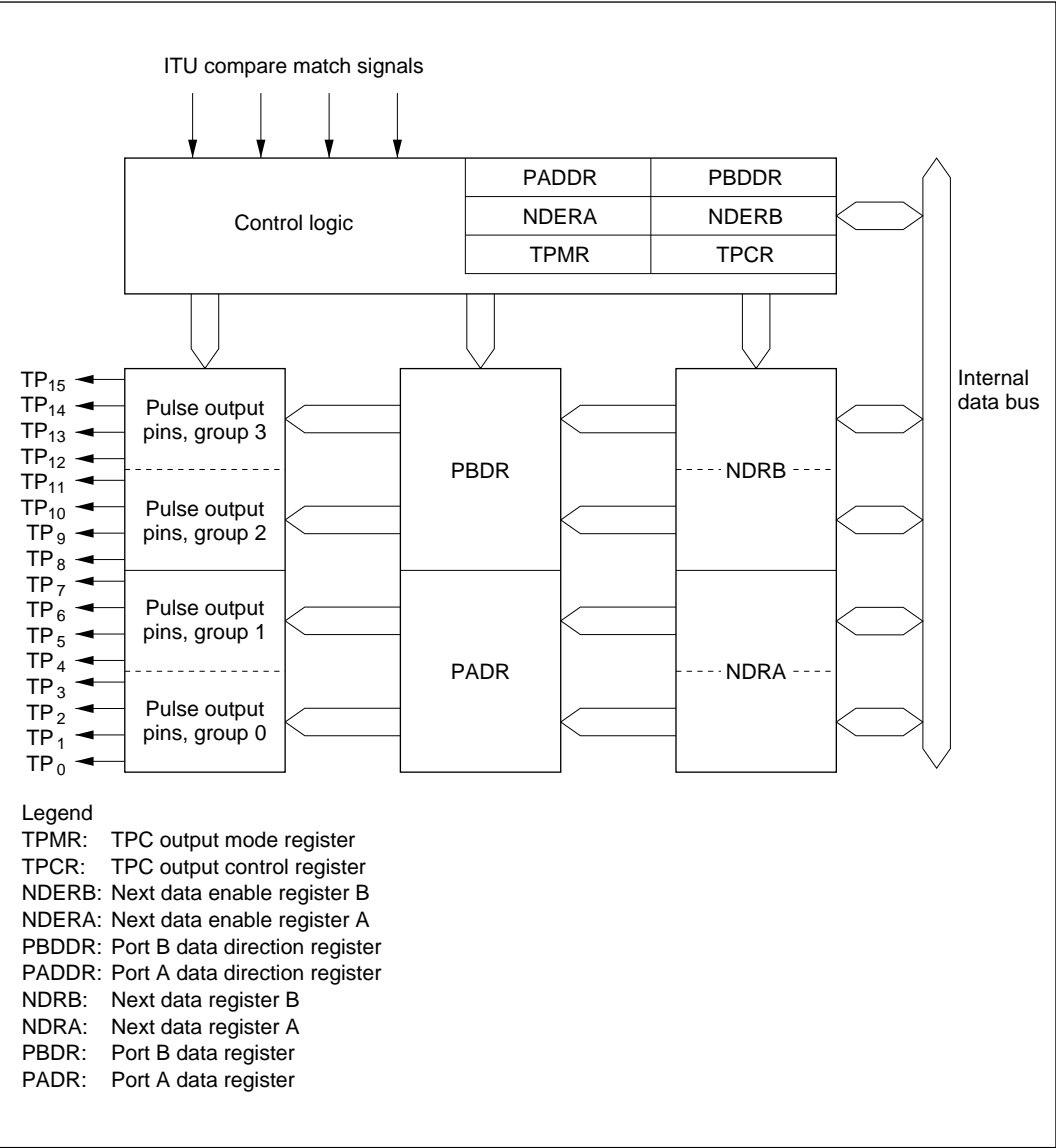 ITU compare match signals
Control logic
PADDR
PBDDR
NDERA
NDERB
TPMR
TPCR
Internal
data bus
TP15
TP14
TP13
TP12
TP11
TP10
TP9
TP8
TP7
TP6
TP5
TP4
TP3
TP2
TP1
TP0
Pulse output
pins, group 3
Pulse output
pins, group 2
Pulse output
pins, group 1
Pulse output
pins, group 0
PBDR
PADR
NDRB
NDRA
Legend
TPMR: TPC output mode register
TPCR: TPC output control register
NDERB: Next data enable register B
NDERA: Next data enable register A
PBDDR: Port B data direction register
PADDR: Port A data direction register
NDRB: Next data register B
NDRA: Next data register A
PBDR: Port B data register
PADR: Port A data register